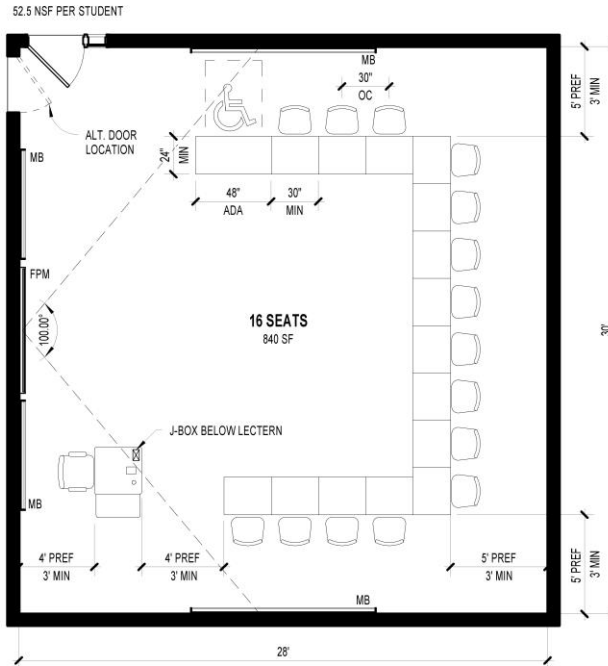 52.5 NSF PER STUDENT
MB
30"
OC
5' PREF
3' MIN
ALT. DOOR
LOCATION
MB
24"
MIN
48"
ADA
30"
MIN
FPM
100.00°
16 SEATS
840 SF
30'
J-BOX BELOW LECTERN
MB
4' PREF
3' MIN
4' PREF
3' MIN
5' PREF
3' MIN
5' PREF
3' MIN
MB
28'